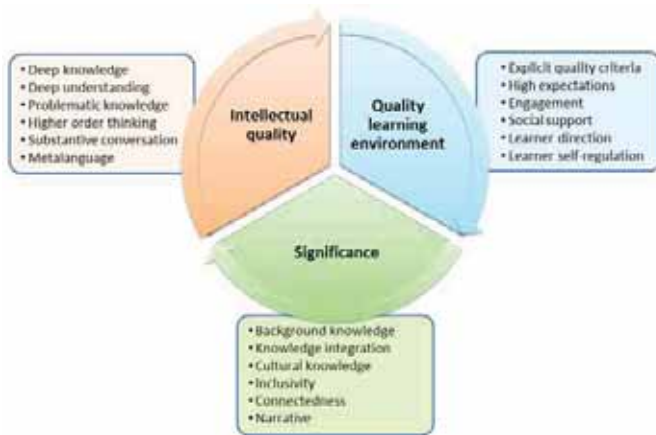 • Deep knowledge
• Deep understanding
• Problematic knowledge
• Higher order thinking
• Substantive conversation
• Metalanguage
Intellectual
quality
Quality
learning
environment
• Explicit quality criteria
• High expectations
• Engagement
• Social support
• Learner direction
• Learner self-regulation
Significance
• Background knowledge
• Knowledge integration
• Cultural knowledge
• Inclusivity
• Connectedness
• Narrative